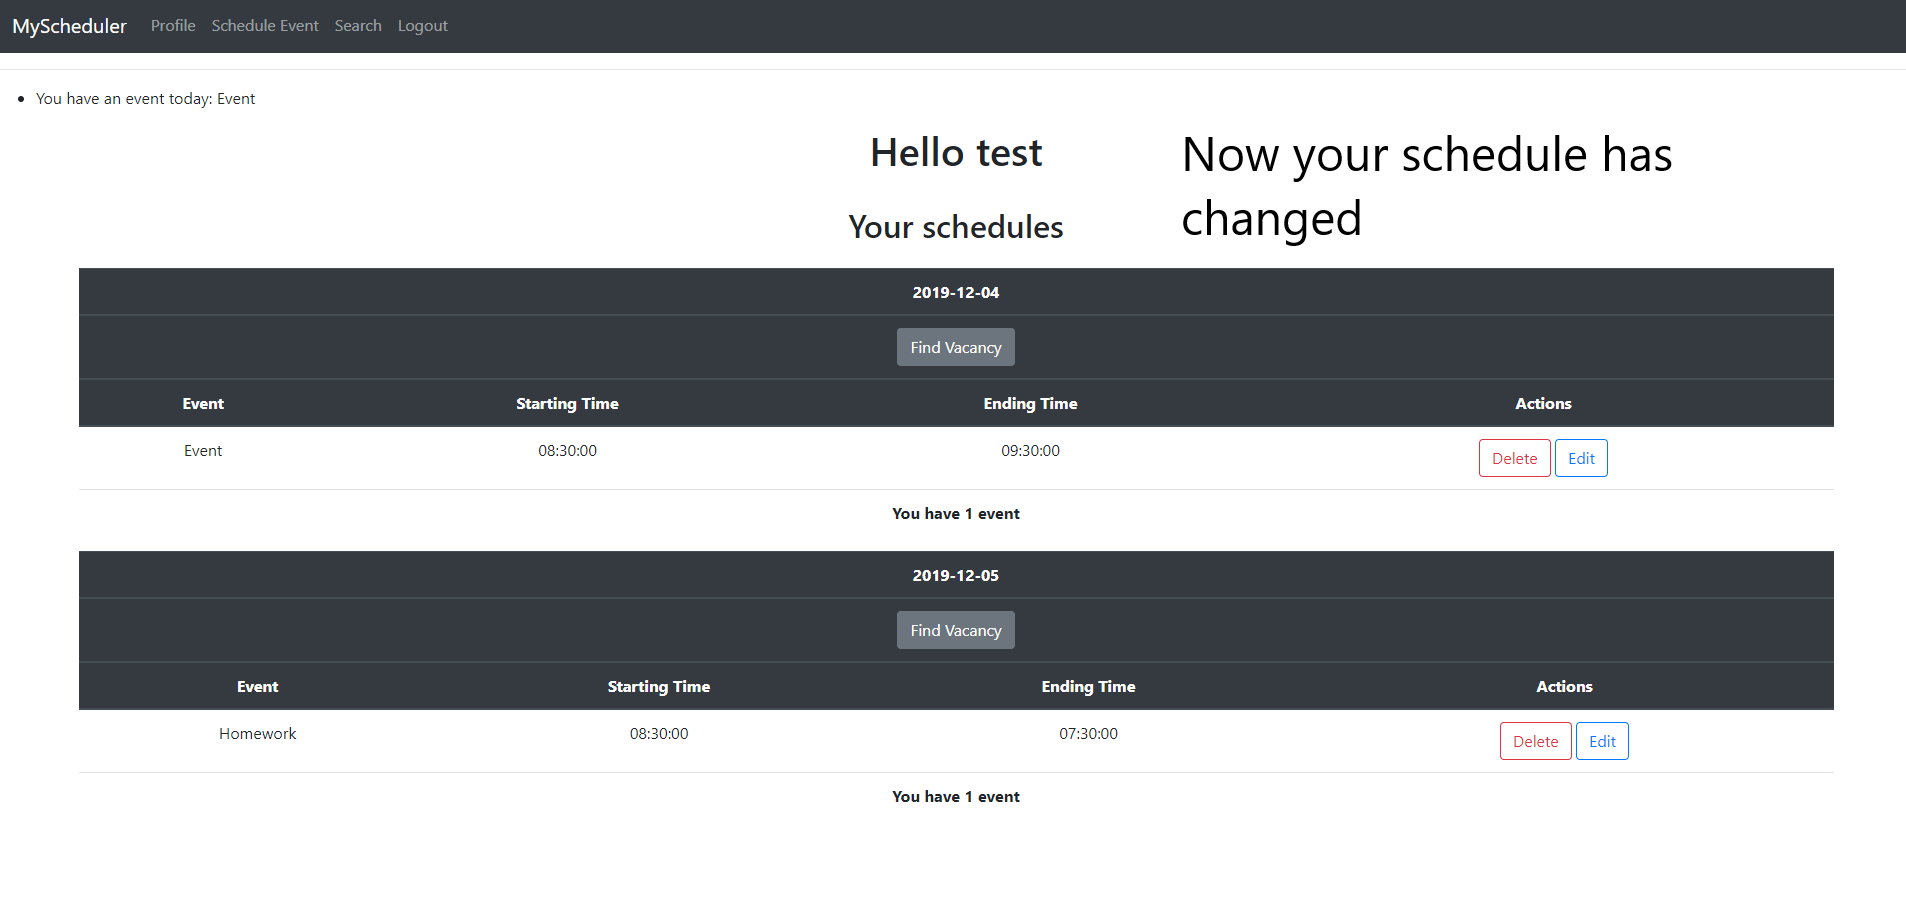 MyScheduler Profile Schedule Event Search Logout
You have an event today: Event
Hello test
Now your schedule has
changed
Your schedules
2019-12-04
Find Vacancy
Event Starting Time Ending Time Actions
Event 08:30:00 09:30:00 Delete Edit
You have 1 event
2019-12-05
Find Vacancy
Event Starting Time Ending Time Actions
Homework 08:30:00 07:30:00 Delete Edit
You have 1 event